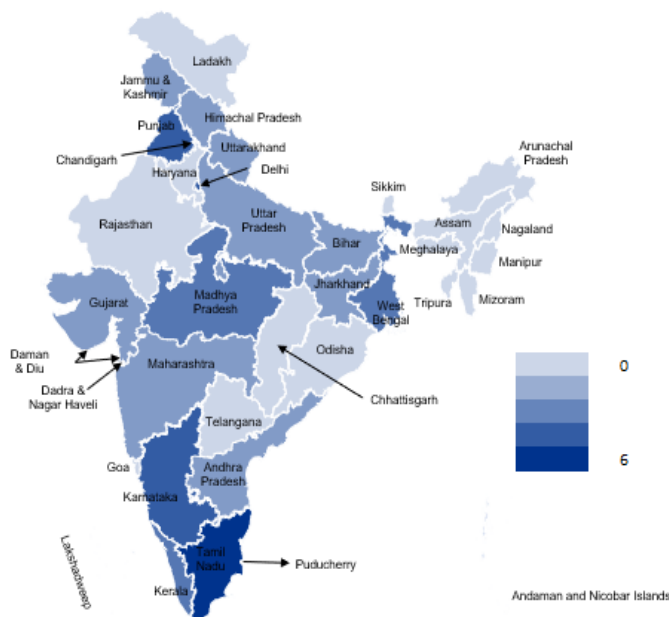 Ladakh
Jammu &
Kashmir
Himachal Pradesh
Punjab
Uttarakhand
Chandigarh
Delhi
Haryana
Arunachal
Pradesh
Sikkim
Rajasthan
Uttar
Pradesh
Assam
Nagaland
Bihar
Meghalaya
Manipur
Jharkhand
Gujarat
Madhya
Pradesh
West
Bengal
Tripura
Mizoram
Daman
& Diu
Maharashtra
Odisha
0
Dadra &
Nagar Haveli
Chhattisgarh
Telangana
6
Goa
Andhra
Pradesh
Karnataka
Lakshadweep
Tamil
Nadu
Puducherry
Kerala
Andaman and Nicobar Islands